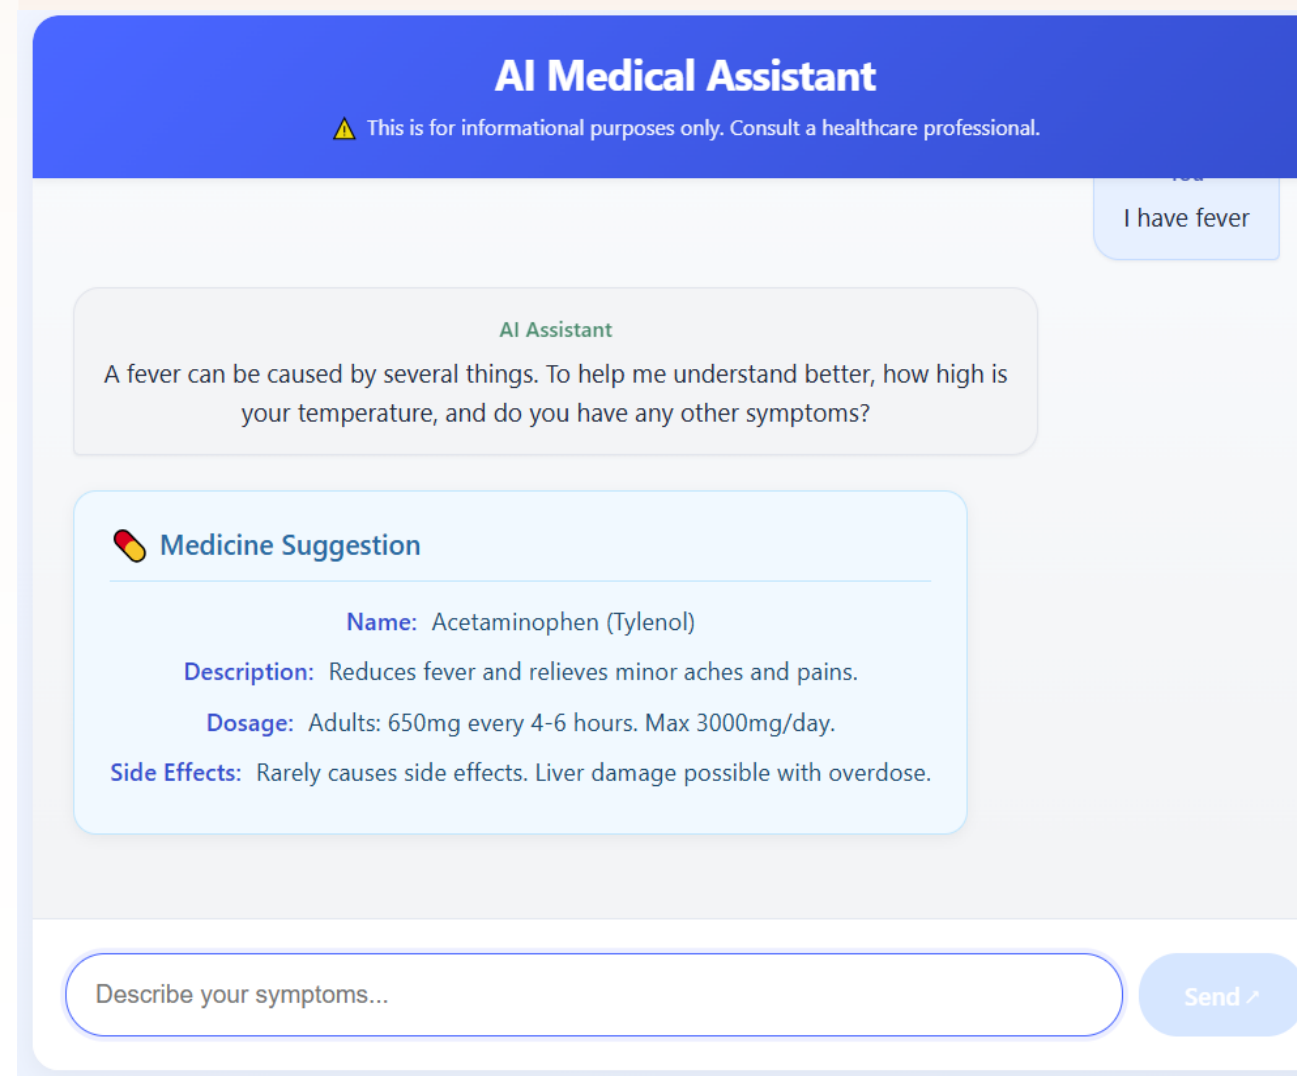 AI Medical Assistant
⚠ This is for informational purposes only. Consult a healthcare professional.
I have fever
AI Assistant
A fever can be caused by several things. To help me understand better, how high is
your temperature, and do you have any other symptoms?
Medicine Suggestion
Name: Acetaminophen (Tylenol)
Description: Reduces fever and relieves minor aches and pains.
Dosage: Adults: 650mg every 4-6 hours. Max 3000mg/day.
Side Effects: Rarely causes side effects. Liver damage possible with overdose.
Describe your symptoms...
Send ↗